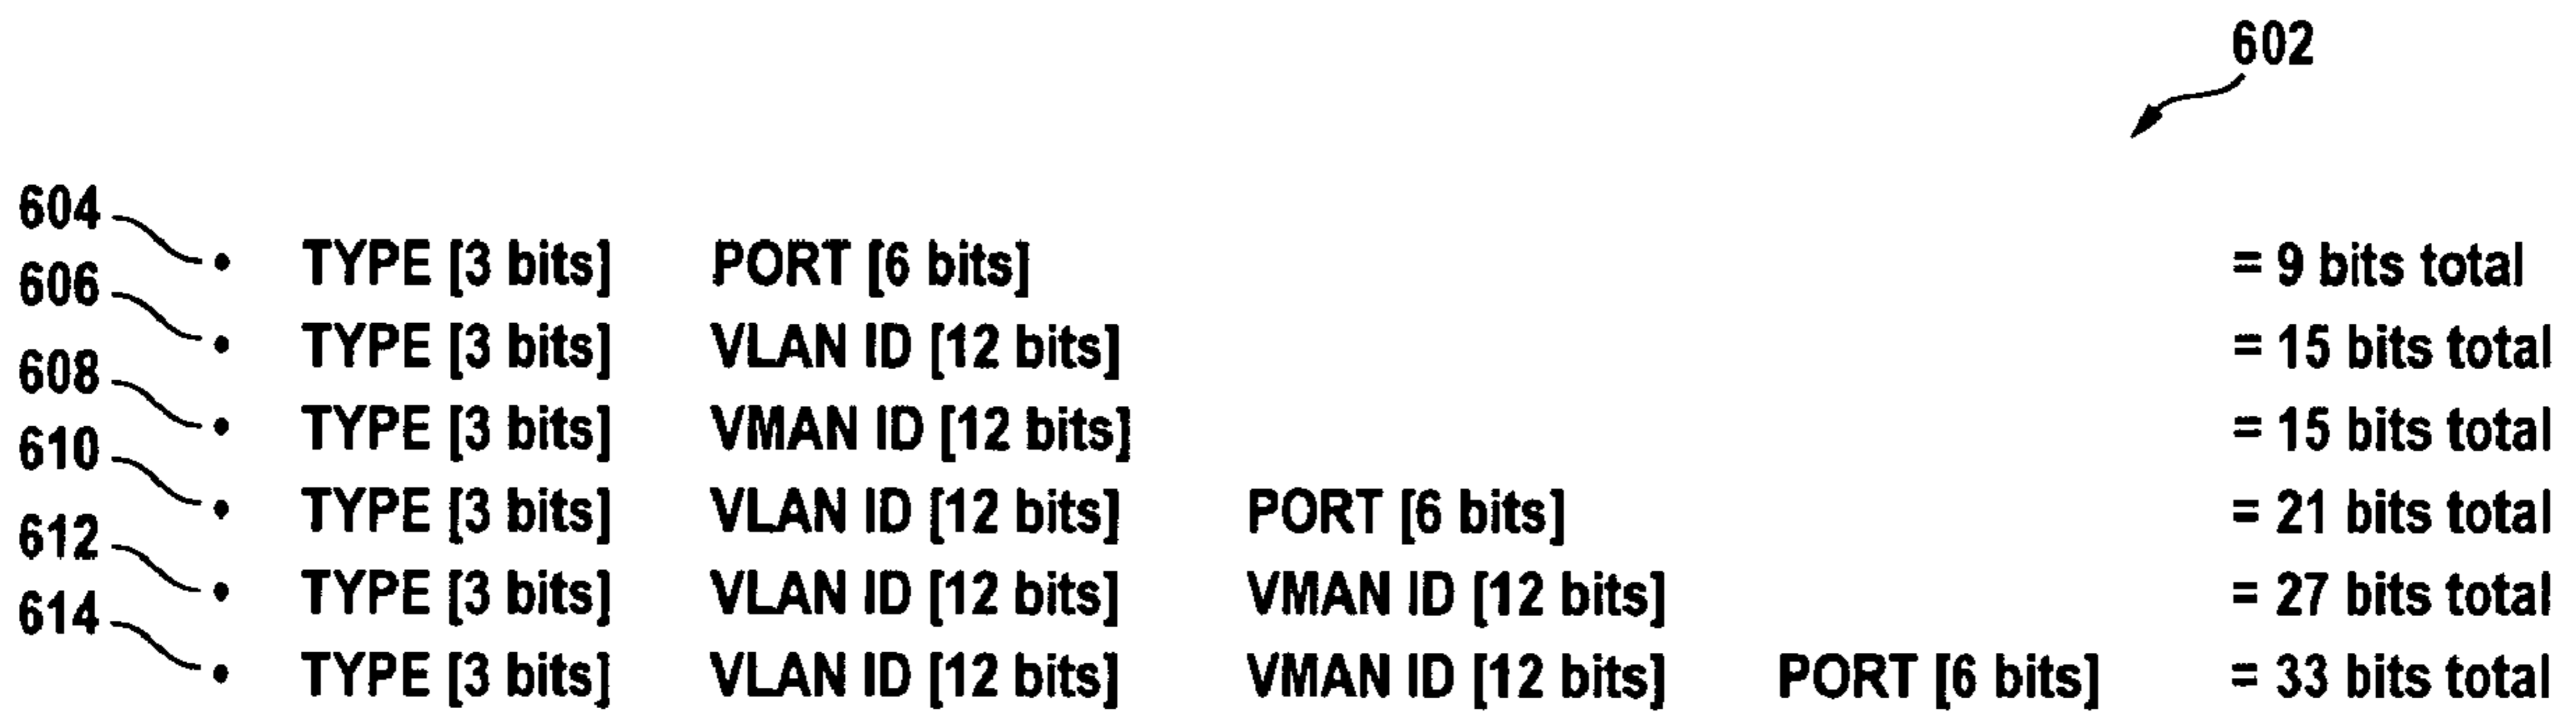 602
604 • TYPE [3 bits] PORT [6 bits] = 9 bits total
606 • TYPE [3 bits] VLAN ID [12 bits] = 15 bits total
608 • TYPE [3 bits] VMAN ID [12 bits] = 15 bits total
610 • TYPE [3 bits] VLAN ID [12 bits] PORT [6 bits] = 21 bits total
612 • TYPE [3 bits] VLAN ID [12 bits] VMAN ID [12 bits] = 27 bits total
614 • TYPE [3 bits] VLAN ID [12 bits] VMAN ID [12 bits] PORT [6 bits] = 33 bits total